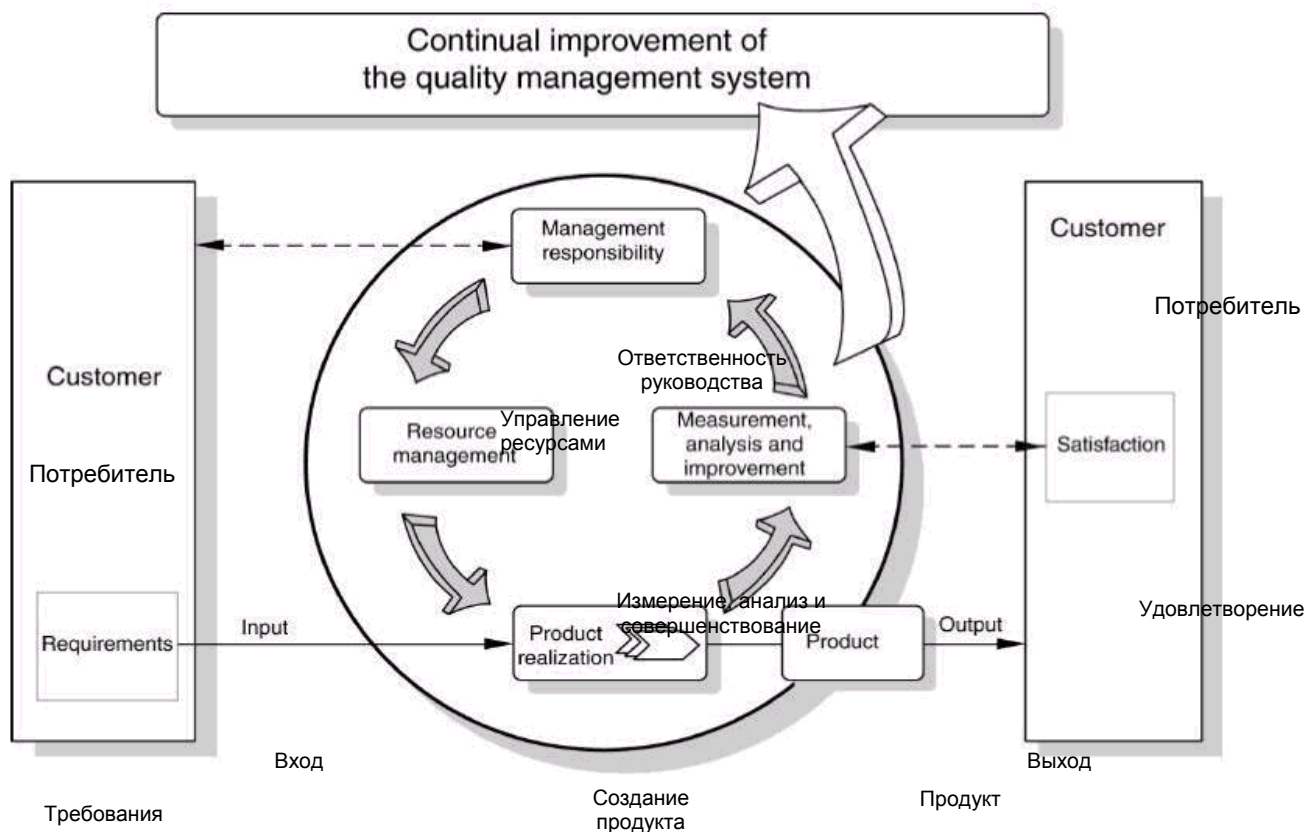 Continual improvement of
the quality management system
Management
responsibility
Customer
Потребитель
Ответственность
руководства
Customer
Resource
management
Управление
ресурсами
Measurement,
analysis and
improvement
Satisfaction
Потребитель
Requirements
Input
Product
realization
Измерение, анализ и
совершенствование
Product
Output
Удовлетворение
Вход
Выход
Требования
Создание
продукта
Продукт